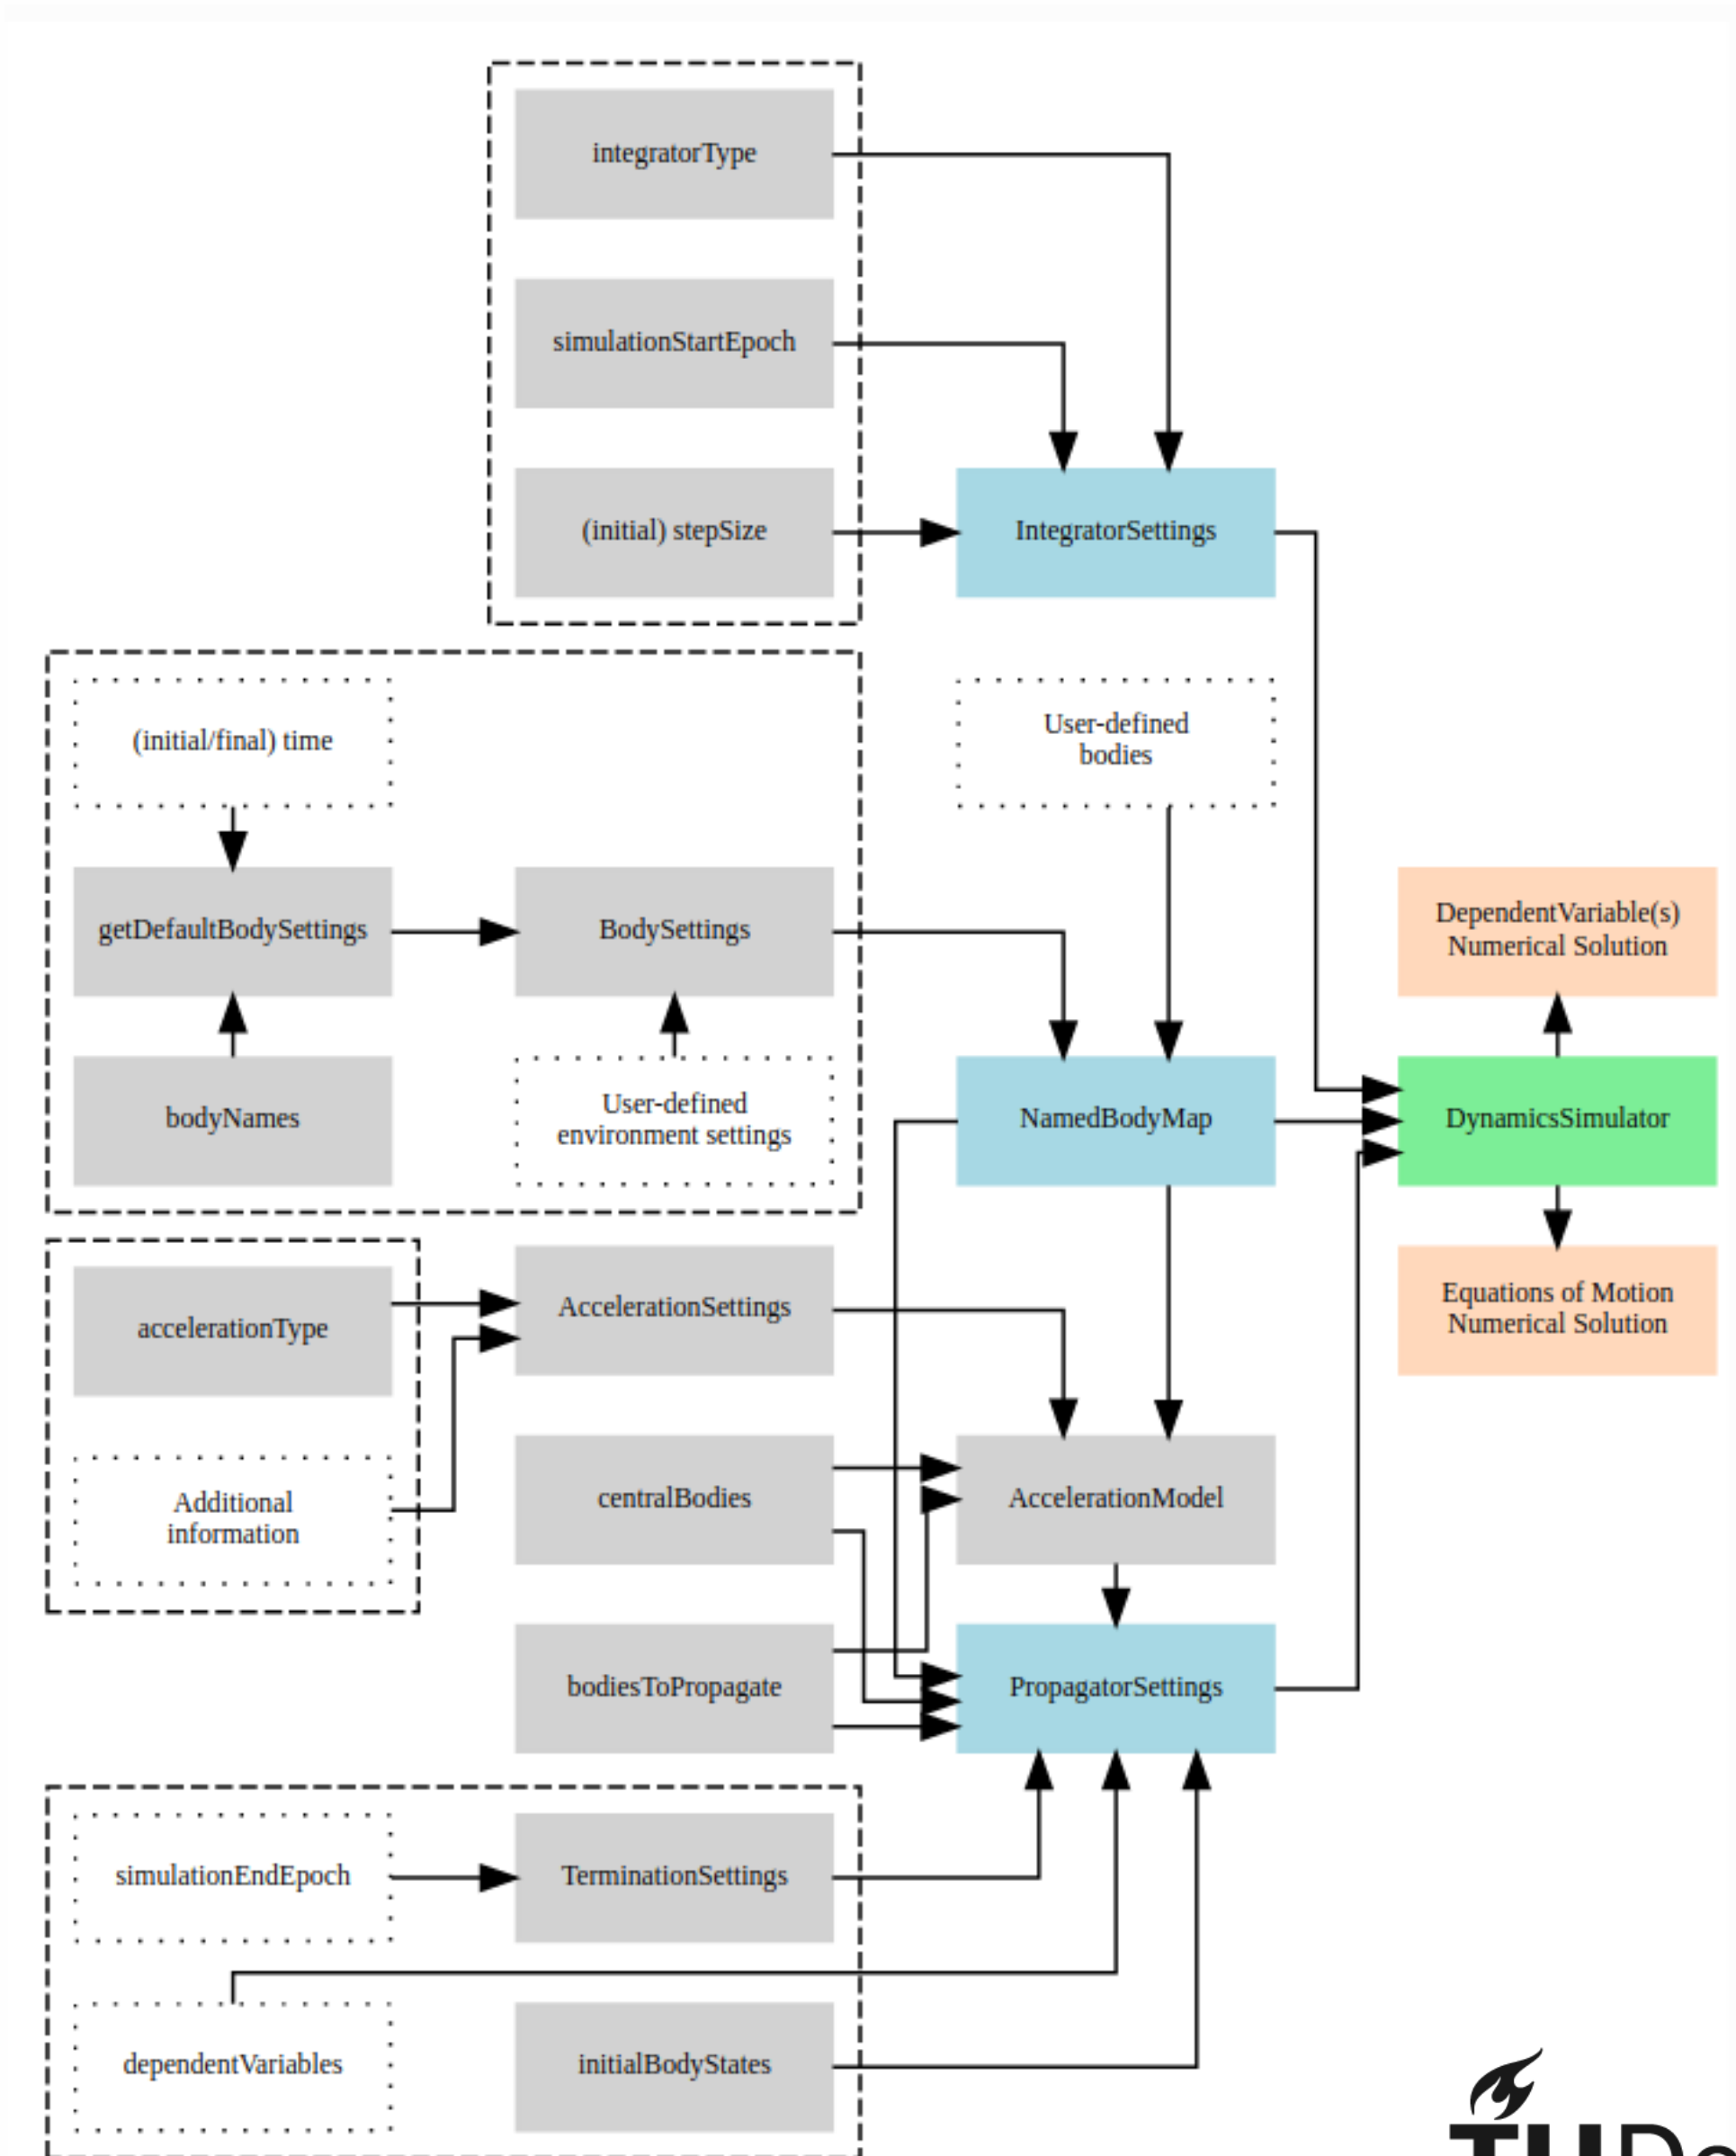 integratorType
simulationStartEpoch
(initial) stepSize
IntegratorSettings
(initial/final) time
User-defined
bodies
getDefaultBodySettings
BodySettings
DependentVariable(s)
Numerical Solution
bodyNames
User-defined
environment settings
NamedBodyMap
DynamicsSimulator
accelerationType
AccelerationSettings
Equations of Motion
Numerical Solution
Additional
information
centralBodies
AccelerationModel
bodiesToPropagate
PropagatorSettings
simulationEndEpoch
TerminationSettings
dependentVariables
initialBodyStates